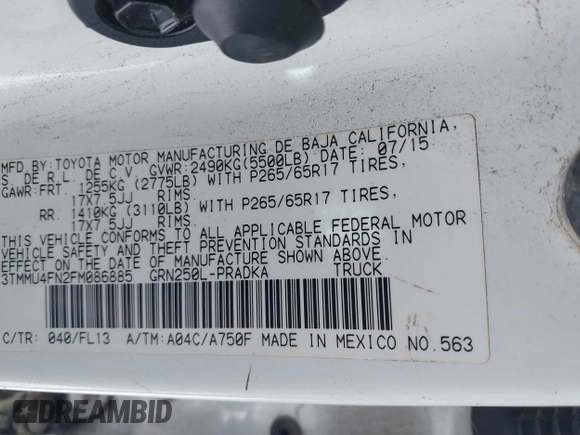 MFD.BY:TOYOTA MOTOR MANUFACTURING DE BAJA CALIFORNIA,
S. DE R.L. DE C.V. GVWR:2490KG(5500LB) DATE: 07/15
GAWR:FRT. 1255KG (2775LB) WITH P265/65R17 TIRES,
17X7.5JJ RIMS.
RR. 1410KG (3110LB) WITH P265/65R17 TIRES,
17X7.5JJ RIMS.
THIS VEHICLE CONFORMS TO ALL APPLICABLE FEDERAL MOTOR
VEHICLE SAFETY AND THEFT PREVENTION STANDARDS IN
EFFECT ON THE DATE OF MANUFACTURE SHOWN ABOVE.
3TMMU4FN2FM086885 GRN250L-PRADKA TRUCK
C/TR: 040/FL13 A/TM:A04C/A750F MADE IN MEXICO NO.563
DREAMBID